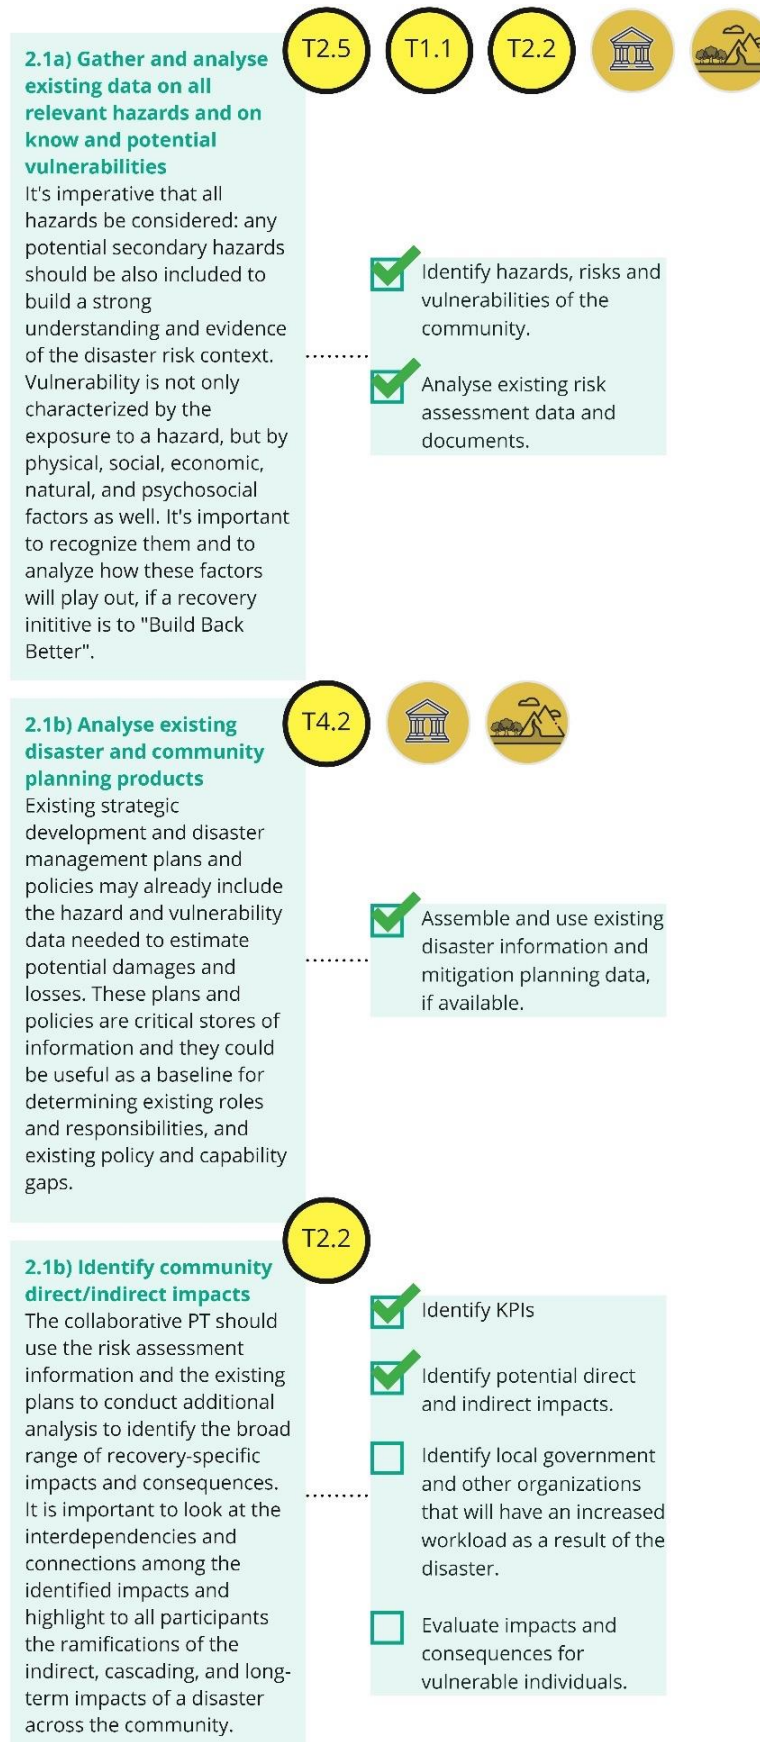 T2.5
T1.1
T2.2
2.1a) Gather and analyse
existing data on all
relevant hazards and on
know and potential
vulnerabilities
It's imperative that all
hazards be considered: any
potential secondary hazards
should be also included to
build a strong
understanding and evidence
of the disaster risk context.
Vulnerability is not only
characterized by the
exposure to a hazard, but by
physical, social, economic,
natural, and psychosocial
factors as well. It's important
to recognize them and to
analyze how these factors
will play out, if a recovery
inititive is to "Build Back
Better".
Identify hazards, risks and
vulnerabilities of the
community.
Analyse existing risk
assessment data and
documents.
T4.2
2.1b) Analyse existing
disaster and community
planning products
Existing strategic
development and disaster
management plans and
policies may already include
the hazard and vulnerability
data needed to estimate
potential damages and
losses. These plans and
policies are critical stores of
information and they could
be useful as a baseline for
determining existing roles
and responsibilities, and
existing policy and capability
gaps.
Assemble and use existing
disaster information and
mitigation planning data,
if available.
T2.2
2.1b) Identify community
direct/indirect impacts
The collaborative PT should
use the risk assessment
information and the existing
plans to conduct additional
analysis to identify the broad
range of recovery-specific
impacts and consequences.
It is important to look at the
interdependencies and
connections among the
identified impacts and
highlight to all participants
the ramifications of the
indirect, cascading, and long-
term impacts of a disaster
across the community.
Identify KPIs
Identify potential direct
and indirect impacts.
Identify local government
and other organizations
that will have an increased
workload as a result of the
disaster.
Evaluate impacts and
consequences for
vulnerable individuals.